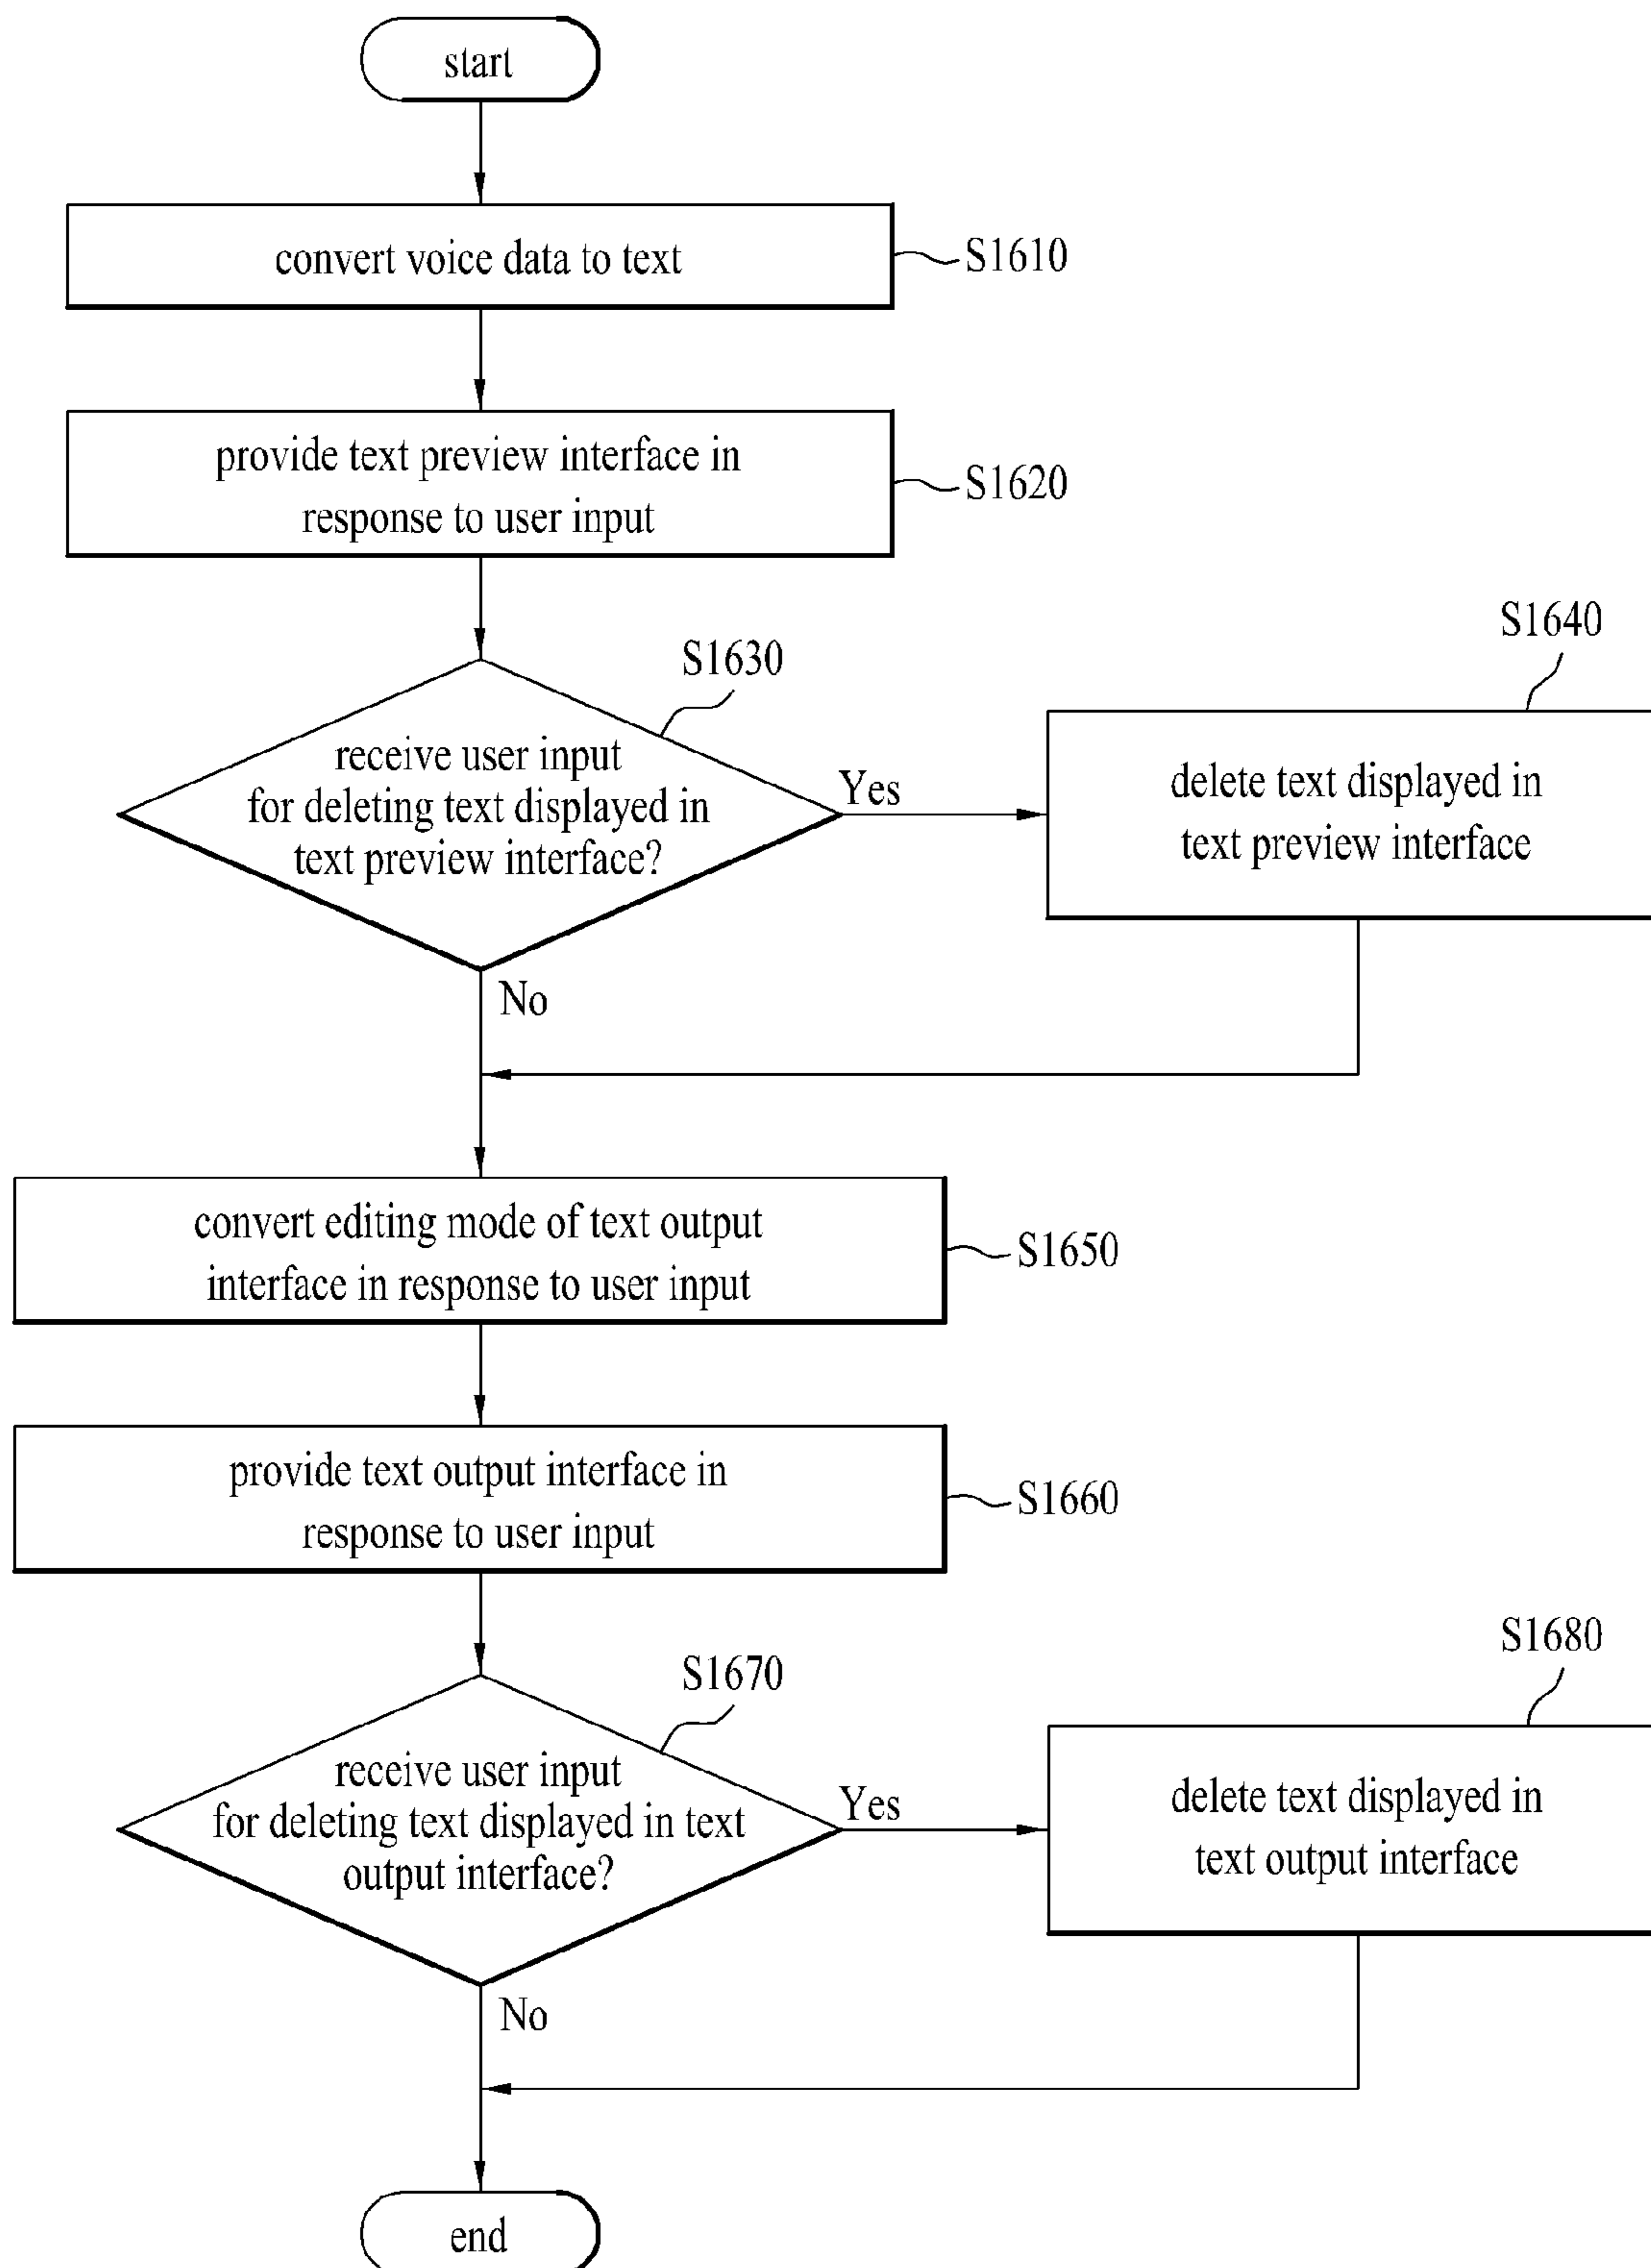 start
convert voice data to text
S1610
provide text preview interface in
response to user input
S1620
S1630
receive user input
for deleting text displayed in
text preview interface?
Yes
No
S1640
delete text displayed in
text preview interface
convert editing mode of text output
interface in response to user input
S1650
provide text output interface in
response to user input
S1660
S1670
receive user input
for deleting text displayed in text
output interface?
Yes
No
S1680
delete text displayed in
text output interface
end